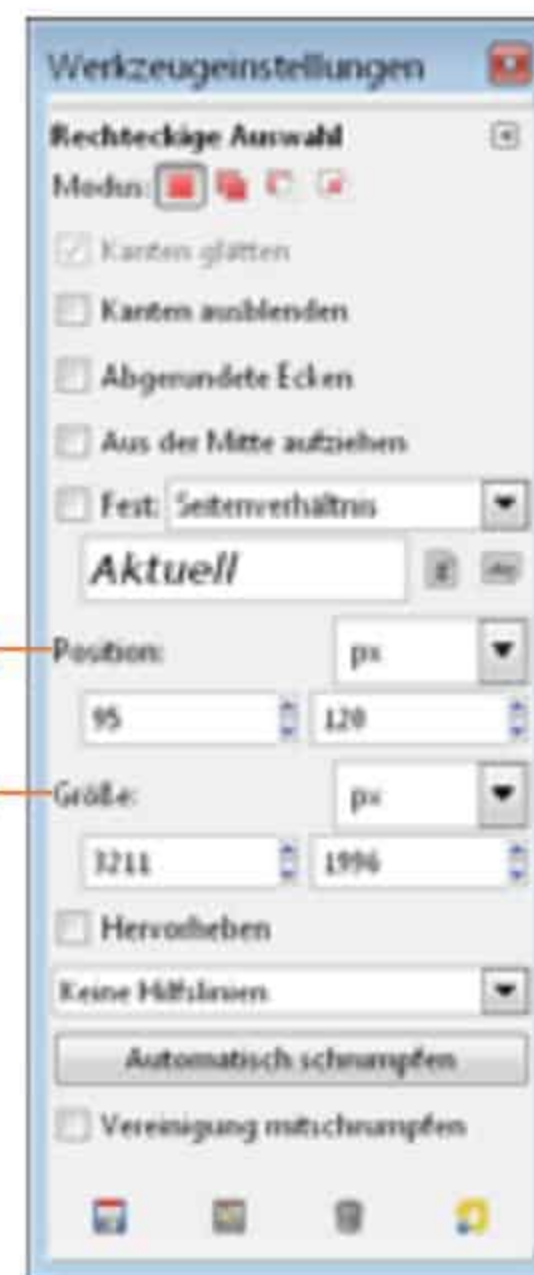 Werkzeugeinstellungen
Rechteckige Auswahl
Modus:
Kanten glätten
Kanten ausblenden
Abgerundete Ecken
Aus der Mitte aufziehen
Fest: Seitenverhältnis
Aktuell
Position: px
95 120
Größe: px
3211 1996
Hervorheben
Keine Hilfslinien
Automatisch schrumpfen
Vereinigung mitschrumpfen